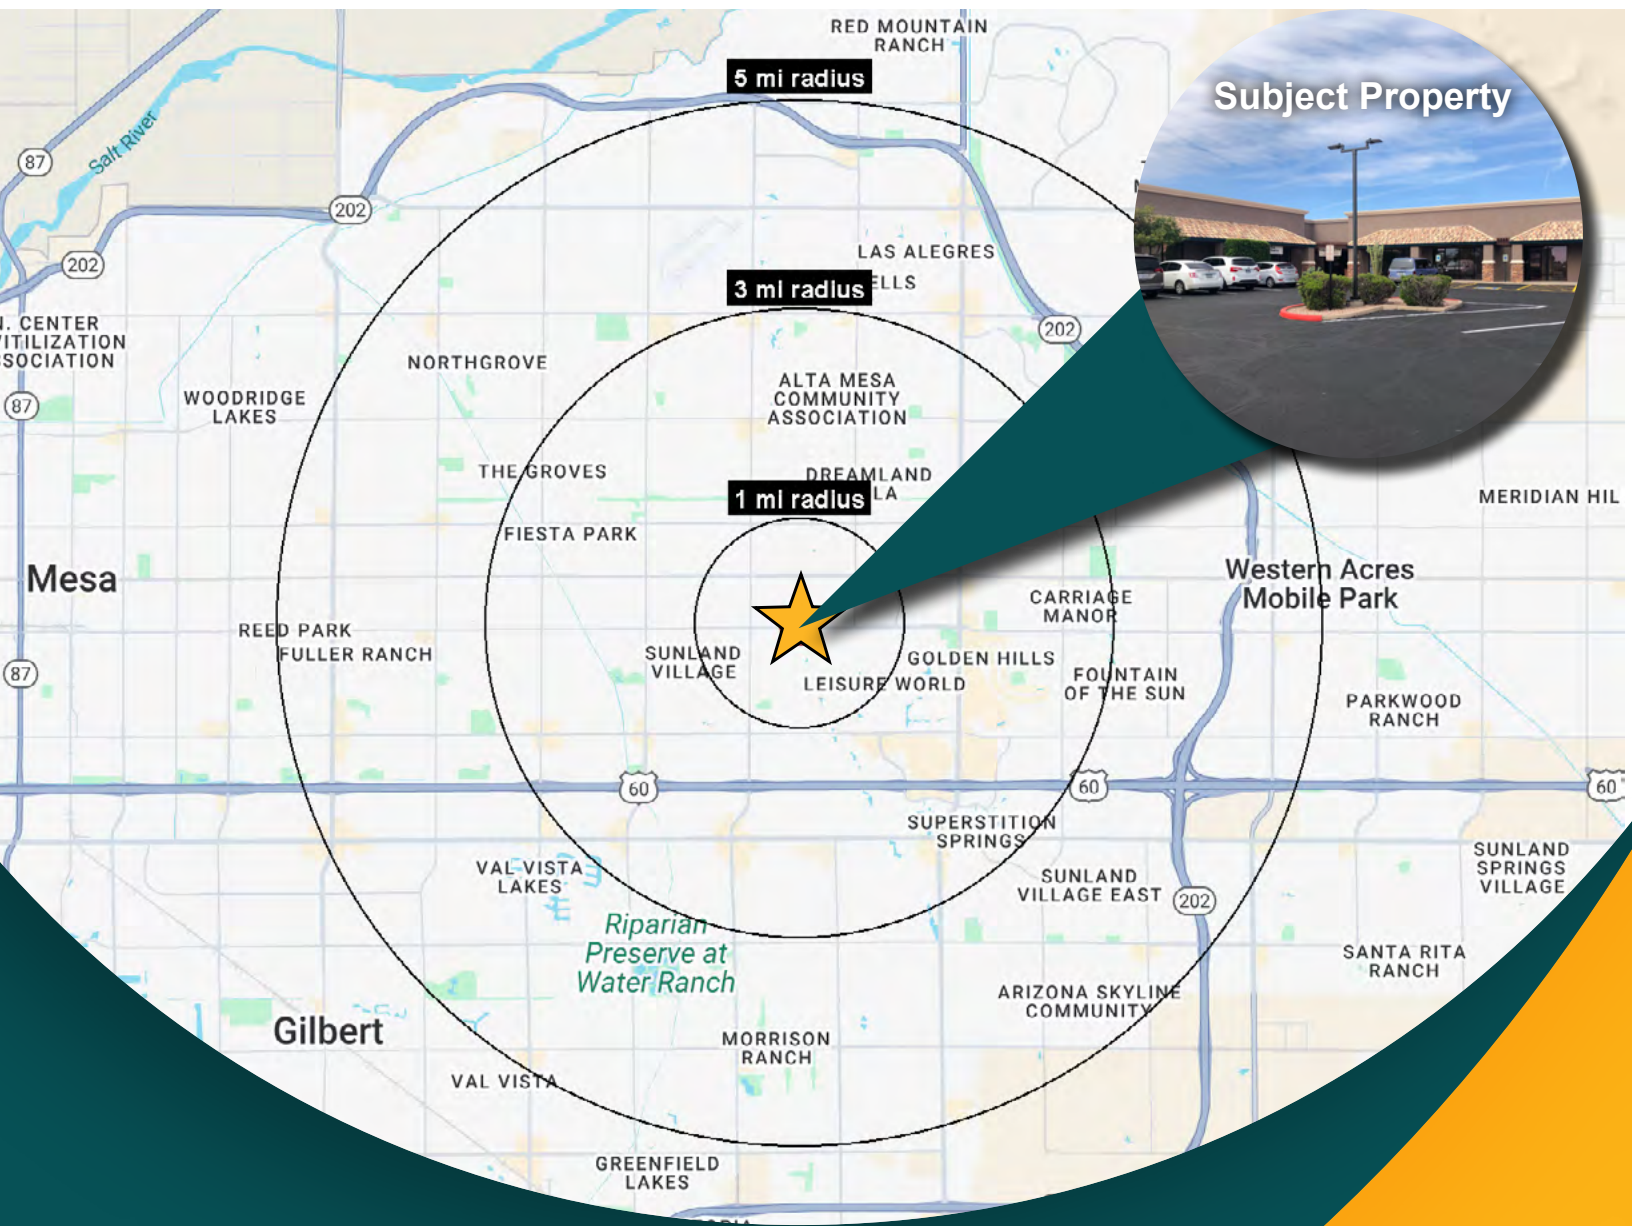 RED MOUNTAIN
RANCH
5 mi radius
Subject Property
Salt River
87
202
202
LAS ALEGRES
3 mi radius
202
CENTER
ASSOCIATION
NORTHGROVE
ALTA MESA
COMMUNITY
ASSOCIATION
87
WOODRIDGE
LAKES
THE GROVES
DREAMLAND
1 mi radius
MERIDIAN HIL
FIESTA PARK
Mesa
Western Acres
Mobile Park
CARRIAGE
MANOR
REED PARK
FULLER RANCH
SUNLAND
VILLAGE
GOLDEN HILLS
LEISURE WORLD
87
FOUNTAIN
OF THE SUN
PARKWOOD
RANCH
60
60
60
SUPERSTITION
SPRINGS
VAL VISTA
LAKES
SUNLAND
VILLAGE EAST
202
SUNLAND
SPRINGS
VILLAGE
Riparian
Preserve at
Water Ranch
SANTA RITA
RANCH
ARIZONA SKYLINE
COMMUNITY
Gilbert
MORRISON
RANCH
VAL VISTA
GREENFIELD
LAKES